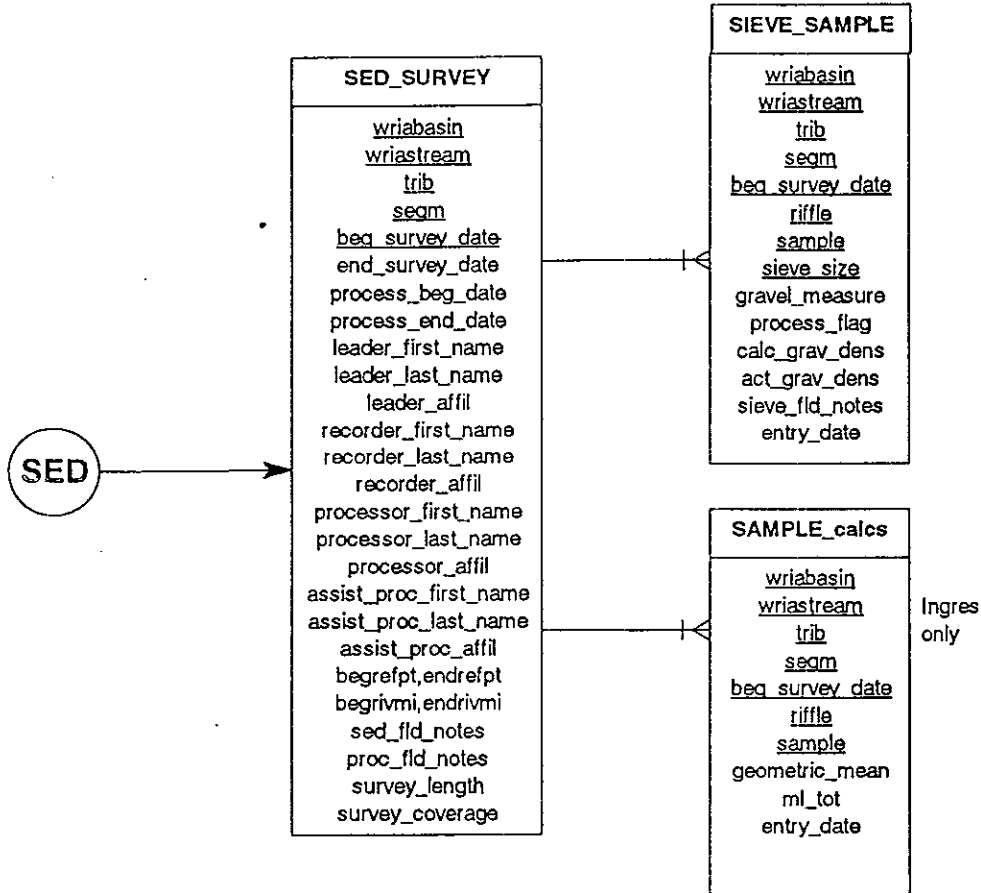 SED
SED_SURVEY
wriabasin
wriastream
trib
segm
beg_survey_date
end_survey_date
process_beg_date
process_end_date
leader_first_name
leader_last_name
leader_affil
recorder_first_name
recorder_last_name
recorder_affil
processor_first_name
processor_last_name
processor_affil
assist_proc_first_name
assist_proc_last_name
assist_proc_affil
begrefpt,endrefpt
begrivmi,endrivmi
sed_fld_notes
proc_fld_notes
survey_length
survey_coverage
SIEVE_SAMPLE
wriabasin
wriastream
trib
segm
beg_survey_date
riffle
sample
sieve_size
gravel_measure
process_flag
calc_grav_dens
act_grav_dens
sieve_fld_notes
entry_date
SAMPLE_calcs
wriabasin
wriastream
trib
segm
beg_survey_date
riffle
sample
geometric_mean
ml_tot
entry_date
Ingres
only